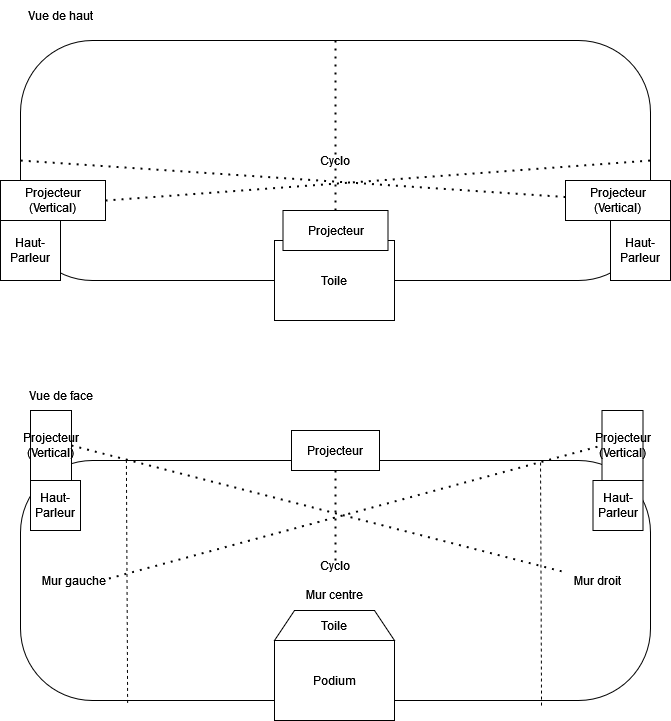 Vue de haut
Cyclo
Projecteur
(Vertical)
Projecteur
(Vertical)
Projecteur
Haut-
Parleur
Haut-
Parleur
Toile
Vue de face
Projecteur
(Vertical)
Projecteur
Projecteur
(Vertical)
Haut-
Parleur
Haut-
Parleur
Cyclo
Mur gauche
Mur droit
Mur centre
Toile
Podium